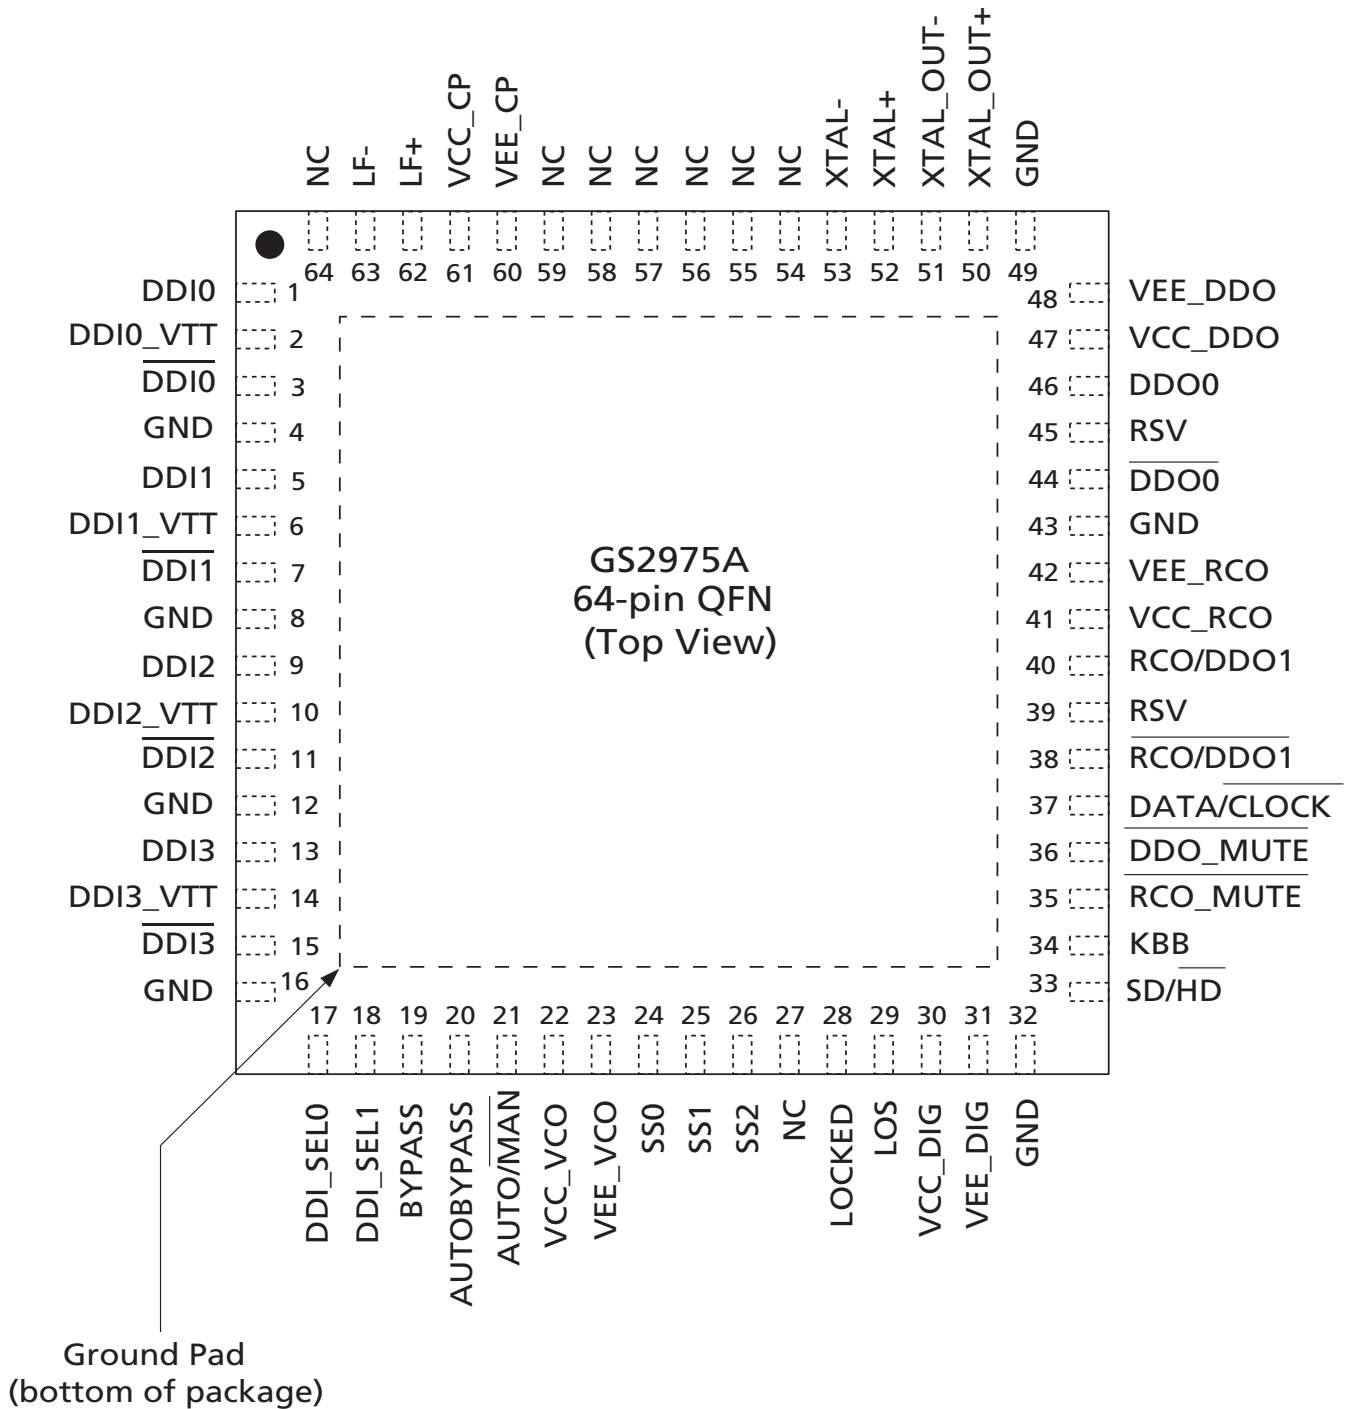 NC
LF-
LF+
VCC_CP
VEE_CP
NC
NC
NC
NC
NC
NC
XTAL-
XTAL+
XTAL_OUT-
XTAL_OUT+
GND
64 63 62 61 60 59 58 57 56 55 54 53 52 51 50 49
DDI0 1
DDI0_VTT 2
DDI0 3
GND 4
DDI1 5
DDI1_VTT 6
DDI1 7
GND 8
DDI2 9
DDI2_VTT 10
DDI2 11
GND 12
DDI3 13
DDI3_VTT 14
DDI3 15
GND 16
GS2975A
64-pin QFN
(Top View)
48 VEE_DDO
47 VCC_DDO
46 DDO0
45 RSV
44 DDO0
43 GND
42 VEE_RCO
41 VCC_RCO
40 RCO/DDO1
39 RSV
38 RCO/DDO1
37 DATA/CLOCK
36 DDO_MUTE
35 RCO_MUTE
34 KBB
33 SD/HD
17 18 19 20 21 22 23 24 25 26 27 28 29 30 31 32
DDI_SEL0
DDI_SEL1
BYPASS
AUTOBYPASS
AUTO/MAN
VCC_VCO
VEE_VCO
SS0
SS1
SS2
NC
LOCKED
LOS
VCC_DIG
VEE_DIG
GND
Ground Pad
(bottom of package)